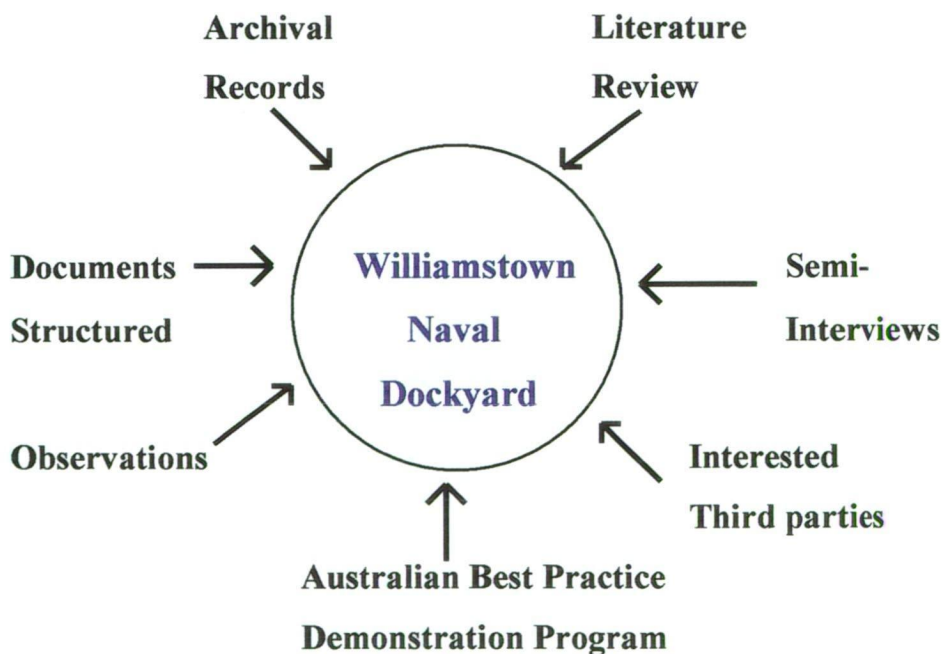 Archival
Records
Literature
Review
Documents
Structured
Williamstown
Naval
Dockyard
Semi-
Interviews
Observations
Interested
Third parties
Australian Best Practice
Demonstration Program